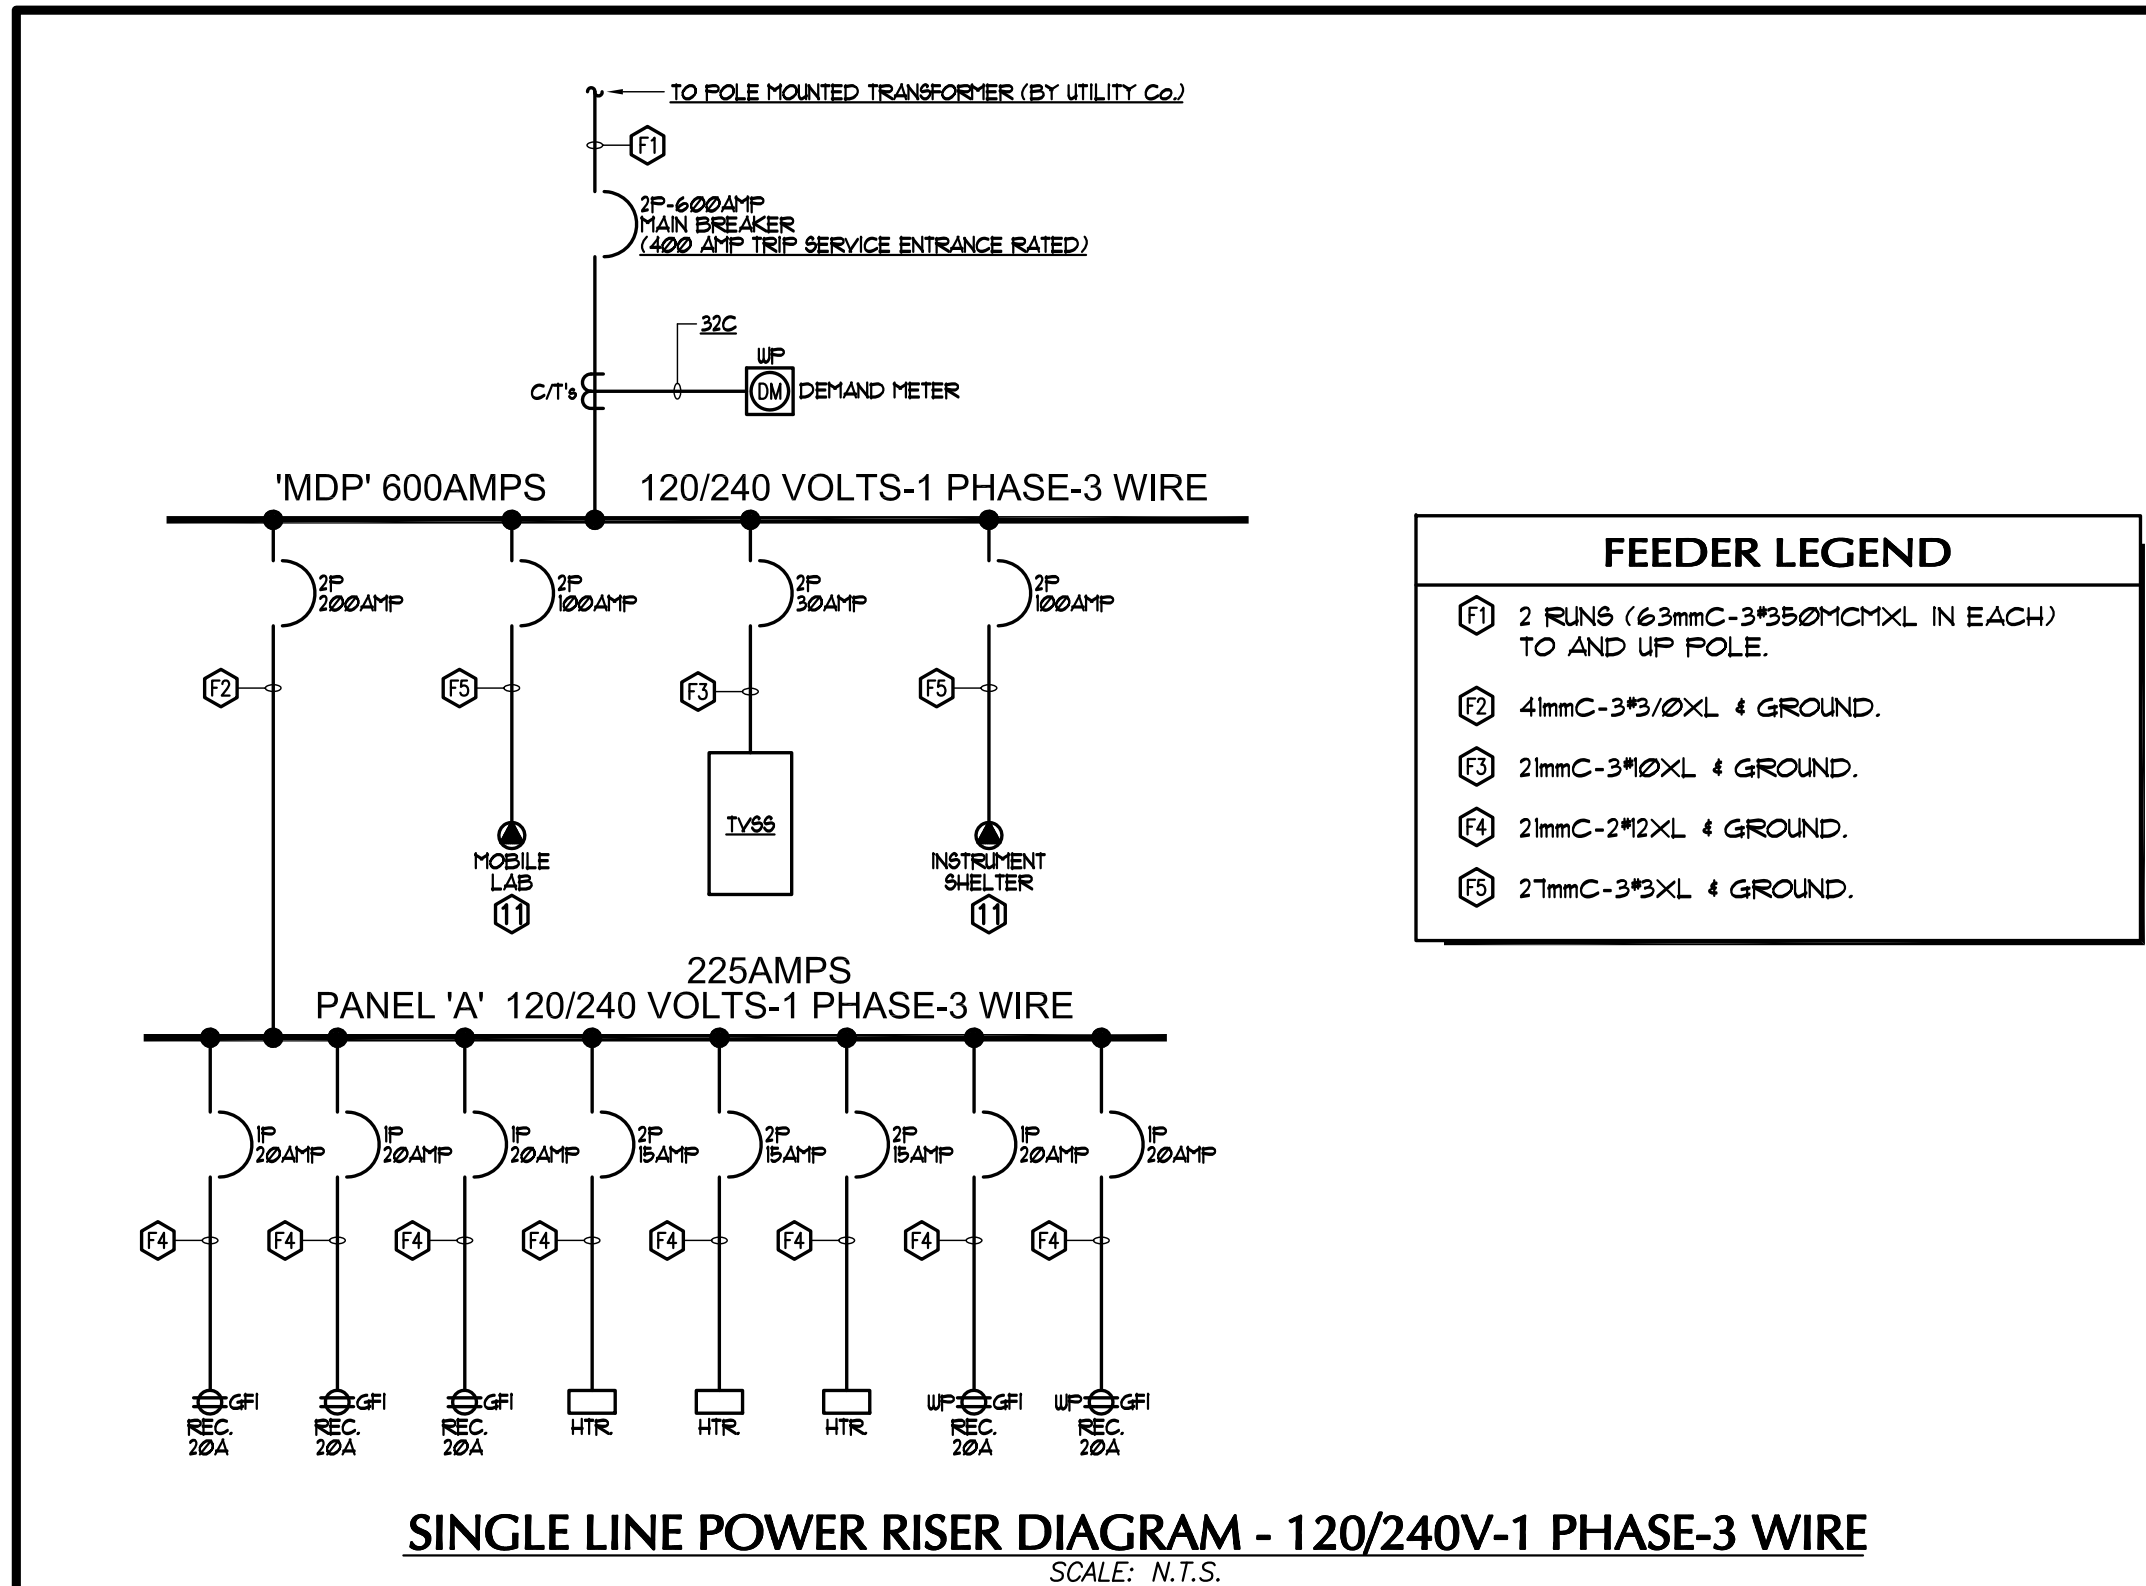 TO POLE MOUNTED TRANSFORMER (BY UTILITY Co.)
F1
2P-600AMP
MAIN BREAKER
(400 AMP TRIP SERVICE ENTRANCE RATED)
32C
WP
C/T's
DM
DEMAND METER
'MDP' 600AMPS 120/240 VOLTS-1 PHASE-3 WIRE
2P
200AMP
2P
100AMP
2P
30AMP
2P
100AMP
F2
F5
F3
F5
TVSS
MOBILE
LAB
11
INSTRUMENT
SHELTER
11
FEEDER LEGEND
F1 2 RUNS (63mmC-3#350MCMXL IN EACH)
TO AND UP POLE.
F2 41mmC-3#3/0XL & GROUND.
F3 21mmC-3#10XL & GROUND.
F4 21mmC-2#12XL & GROUND.
F5 27mmC-3#3XL & GROUND.
225AMPS
PANEL 'A' 120/240 VOLTS-1 PHASE-3 WIRE
1P
20AMP
1P
20AMP
1P
20AMP
2P
15AMP
2P
15AMP
2P
15AMP
1P
20AMP
1P
20AMP
F4 F4 F4 F4 F4 F4 F4 F4
GFI
REC.
20A
GFI
REC.
20A
GFI
REC.
20A
HTR.
HTR.
HTR.
WP GFI
REC.
20A
WP GFI
REC.
20A
SINGLE LINE POWER RISER DIAGRAM - 120/240V-1 PHASE-3 WIRE
SCALE: N.T.S.